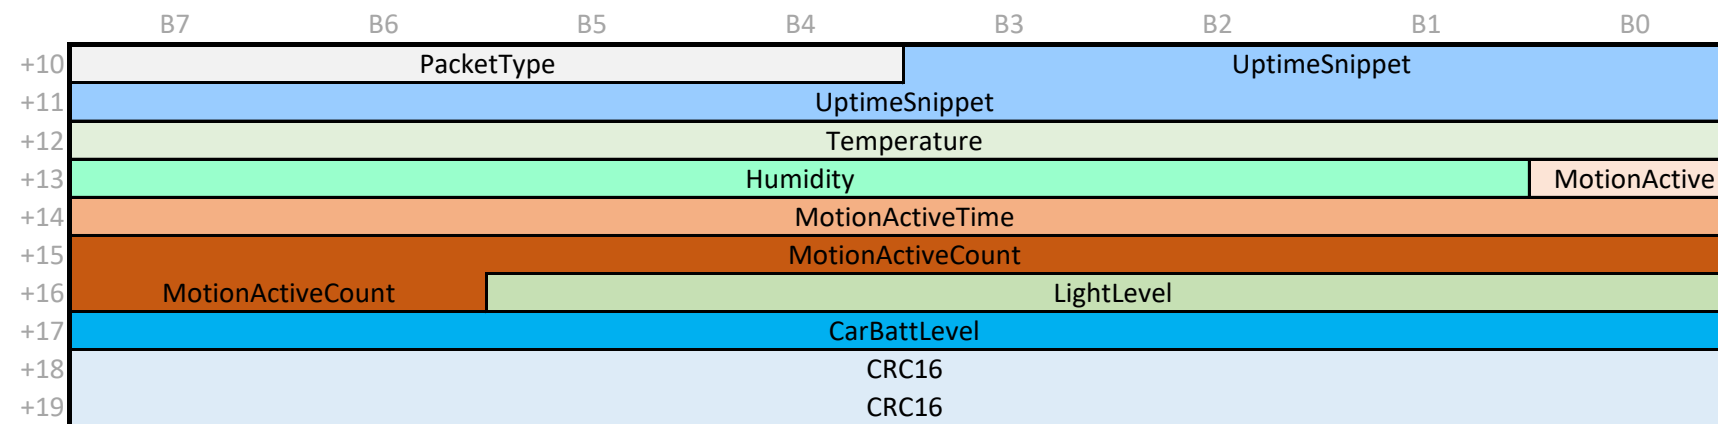 B7 B6 B5 B4 B3 B2 B1 B0
+10 PacketType UptimeSnippet
+11 UptimeSnippet
+12 Temperature
+13 Humidity MotionActive
+14 MotionActiveTime
+15 MotionActiveCount
+16 MotionActiveCount LightLevel
+17 CarBattLevel
+18 CRC16
+19 CRC16